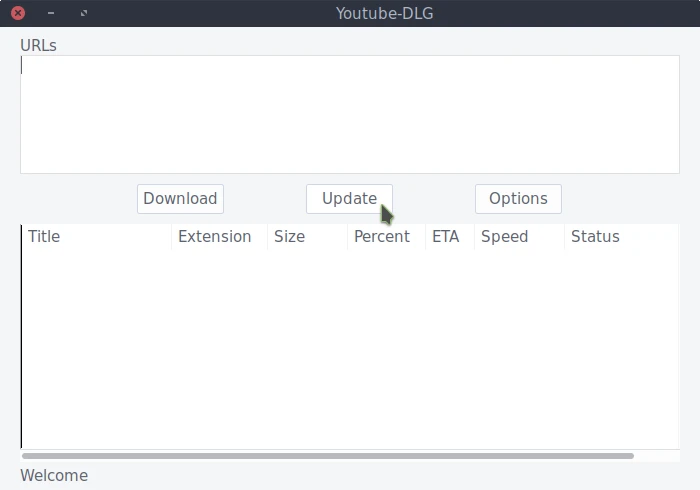 Youtube-DLG
URLs
Download Update Options
Title Extension Size Percent ETA Speed Status
Welcome